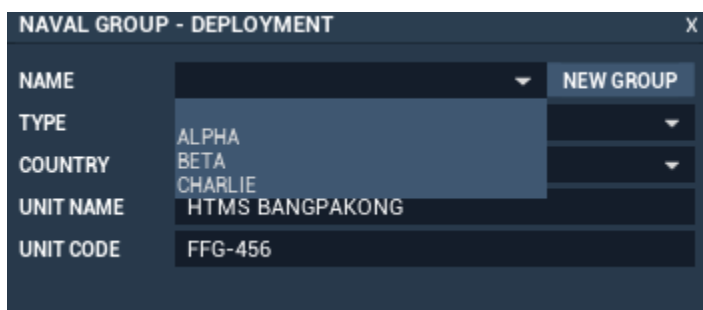 NAVAL GROUP - DEPLOYMENT X
NAME NEW GROUP
TYPE
ALPHA
COUNTRY BETA
CHARLIE
UNIT NAME HTMS BANGPAKONG
UNIT CODE FFG-456